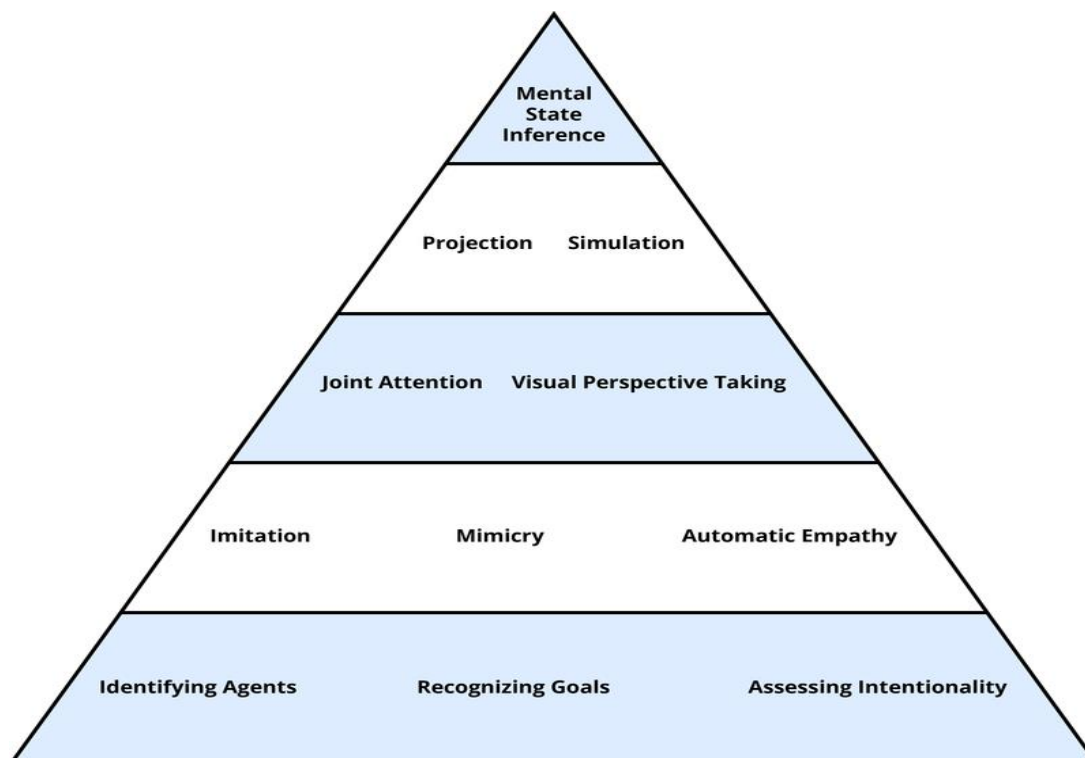 Mental
State
Inference
Projection Simulation
Joint Attention Visual Perspective Taking
Imitation Mimicry Automatic Empathy
Identifying Agents Recognizing Goals Assessing Intentionality